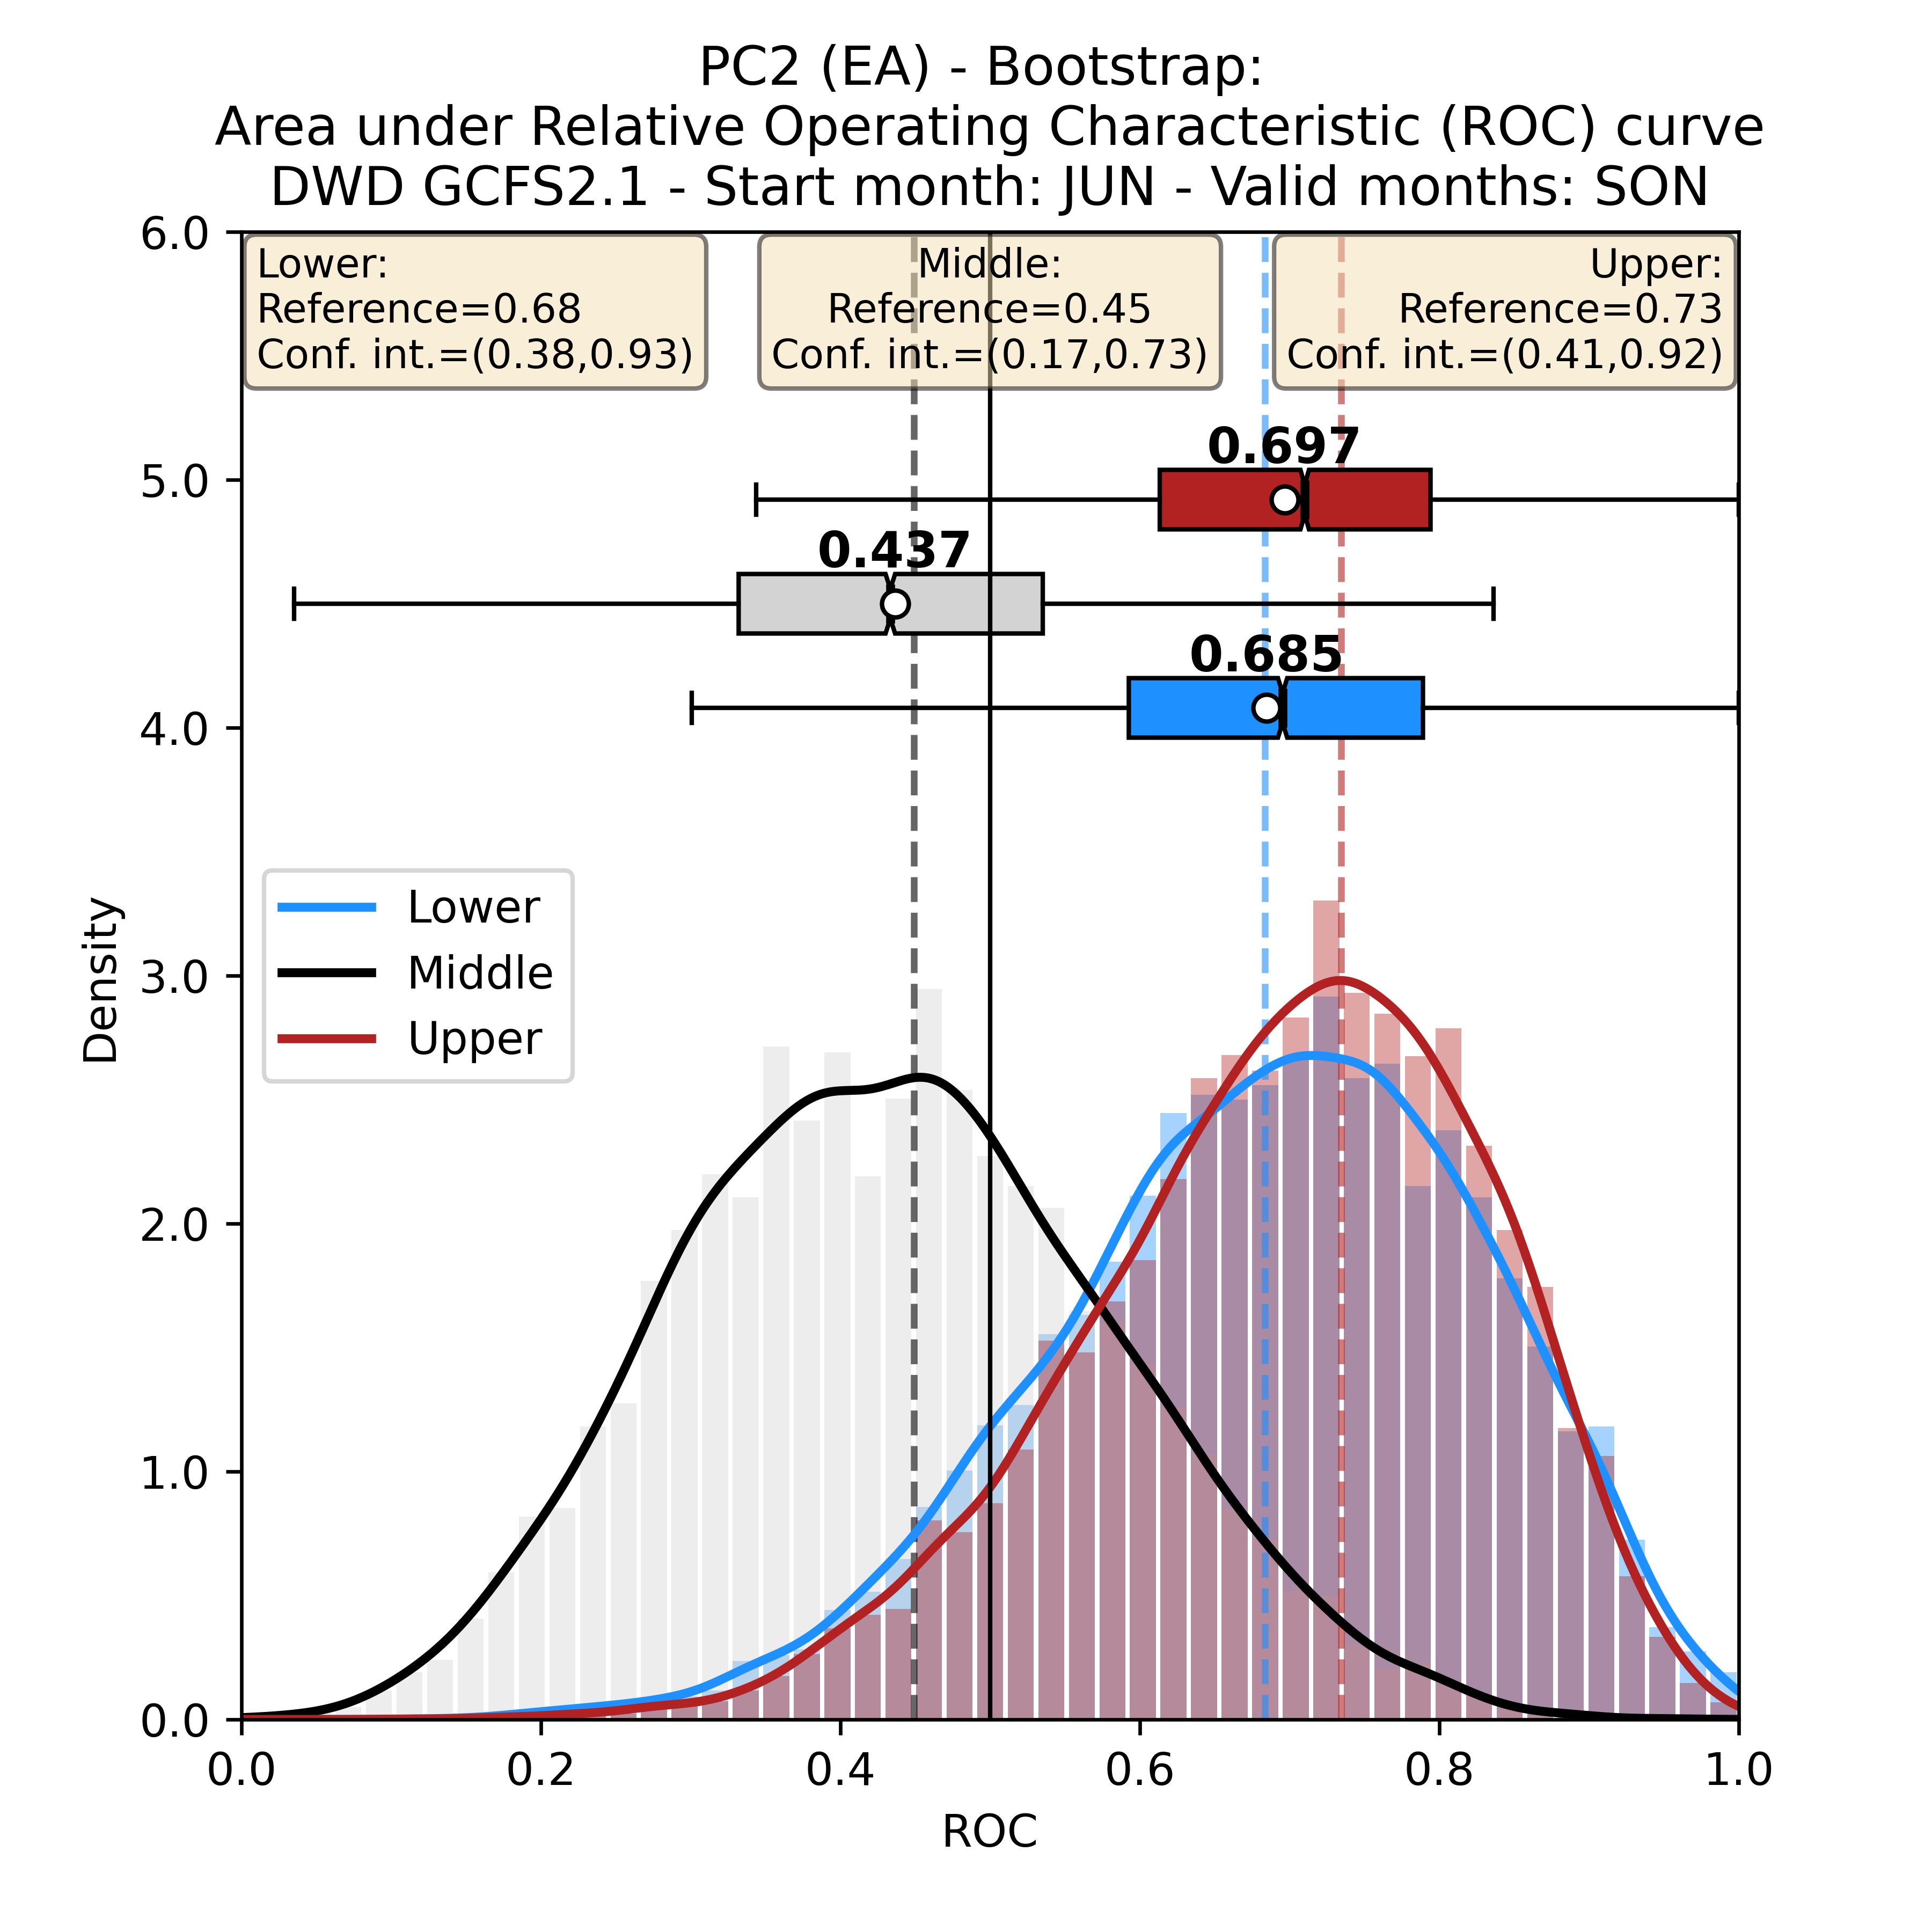 PC2 (EA) - Bootstrap:
Area under Relative Operating Characteristic (ROC) curve
DWD GCFS2.1 - Start month: JUN - Valid months: SON
6.0
Lower:
Reference=0.68
Conf. int.=(0.38,0.93)
Middle:
Reference=0.45
Conf. int.=(0.17,0.73)
Upper:
Reference=0.73
Conf. int.=(0.41,0.92)
0.697
5.0
0.437
0.685
4.0
Lower
Middle
Upper
Density
3.0
2.0
1.0
0.0
0.0 0.2 0.4 0.6 0.8 1.0
ROC